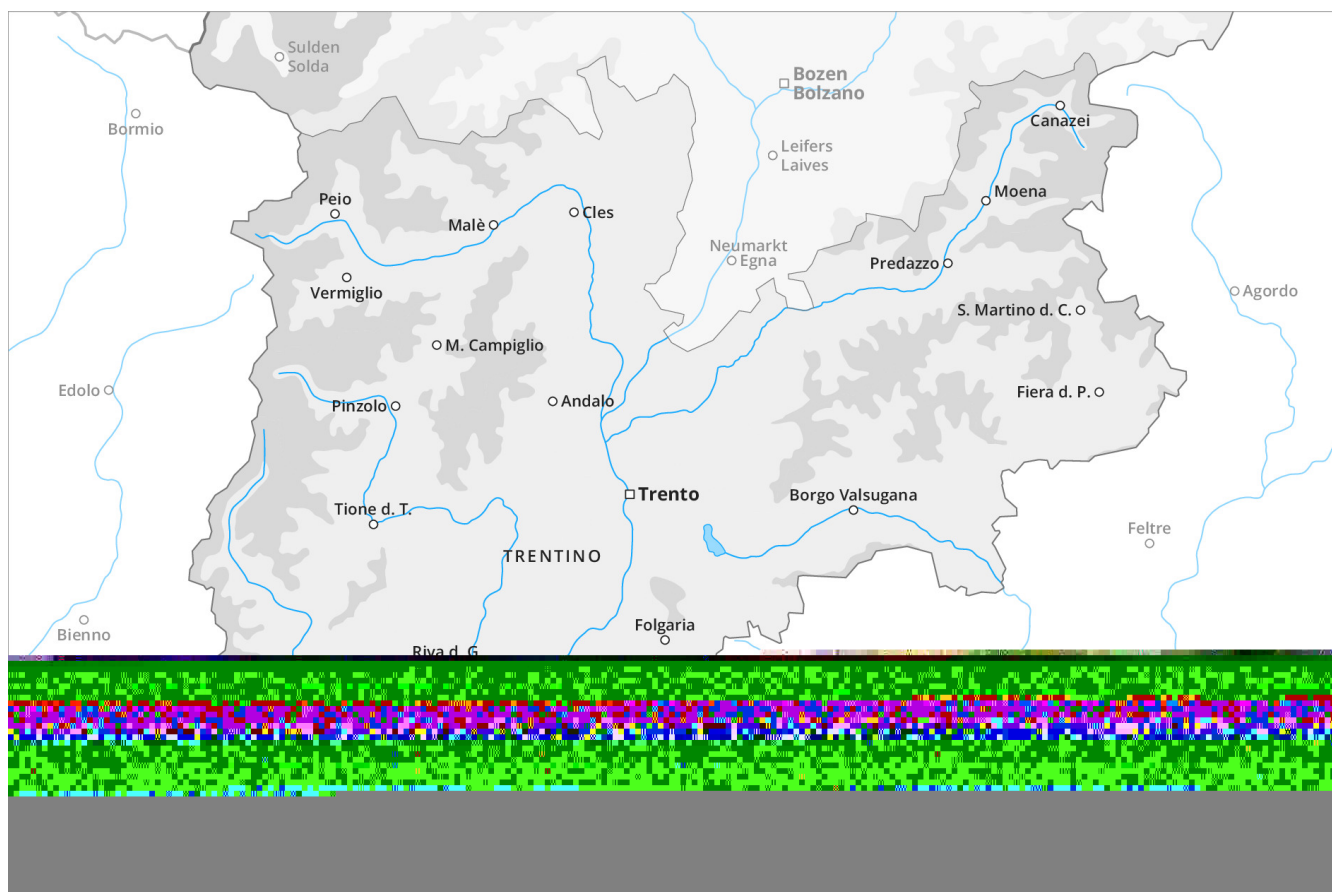 Sulden
Solda
Bozen
Bolzano
Bormio
Canazei
Leifers
Laives
Peio
Moena
Malè
Cles
Neumarkt
Egna
Predazzo
Vermiglio
Agordo
S. Martino d. C.
M. Campiglio
Edolo
Fiera d. P.
Pinzolo
Andalo
Trento
Borgo Valsugana
Tione d. T.
Feltre
TRENTINO
Bienno
Folgaria
Riva d. G